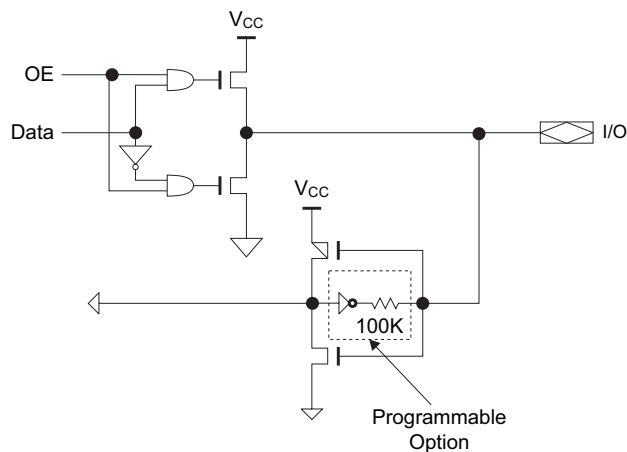 VCC
OE
Data
I/O
VCC
100K
Programmable
Option